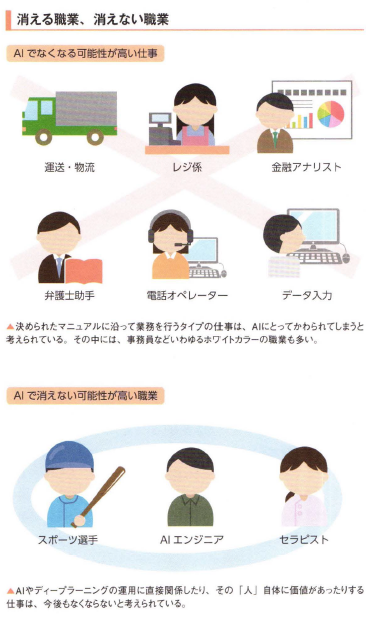 消える職業、消えない職業
AIでなくなる可能性が高い仕事
運送・物流
レジ係
金融アナリスト
弁護士助手
電話オペレーター
データ入力
▲決められたマニュアルに沿って業務を行うタイプの仕事は、AIにとってかわられてしまうと
考えられている。その中には、事務員などいわゆるホワイトカラーの職業も多い。
AIで消えない可能性が高い職業
スポーツ選手
AIエンジニア
セラピスト
▲AIやディープラーニングの運用に直接関係したり、その「人」自体に価値があったりする
仕事は、今後もなくならないと考えられている。